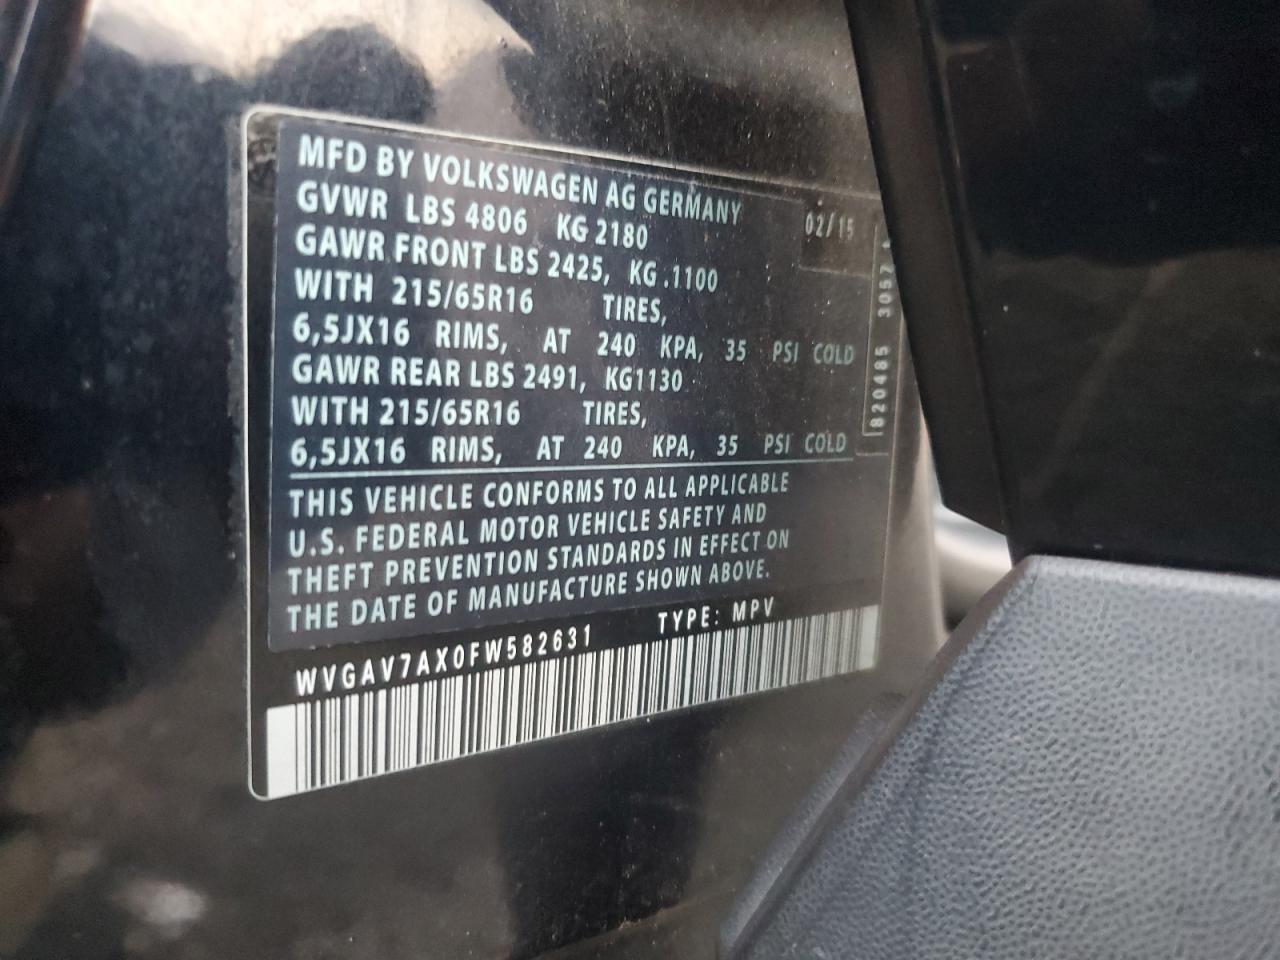 MFD BY VOLKSWAGEN AG GERMANY 02/15
GVWR LBS 4806 KG 2180
GAWR FRONT LBS 2425, KG .1100
WITH 215/65R16 TIRES,
6,5JX16 RIMS, AT 240 KPA, 35 PSI COLD
GAWR REAR LBS 2491, KG1130
WITH 215/65R16 TIRES,
6,5JX16 RIMS, AT 240 KPA, 35 PSI COLD
820485 3057
THIS VEHICLE CONFORMS TO ALL APPLICABLE
U.S. FEDERAL MOTOR VEHICLE SAFETY AND
THEFT PREVENTION STANDARDS IN EFFECT ON
THE DATE OF MANUFACTURE SHOWN ABOVE.
WVGAV7AX0FW582631 TYPE: MPV